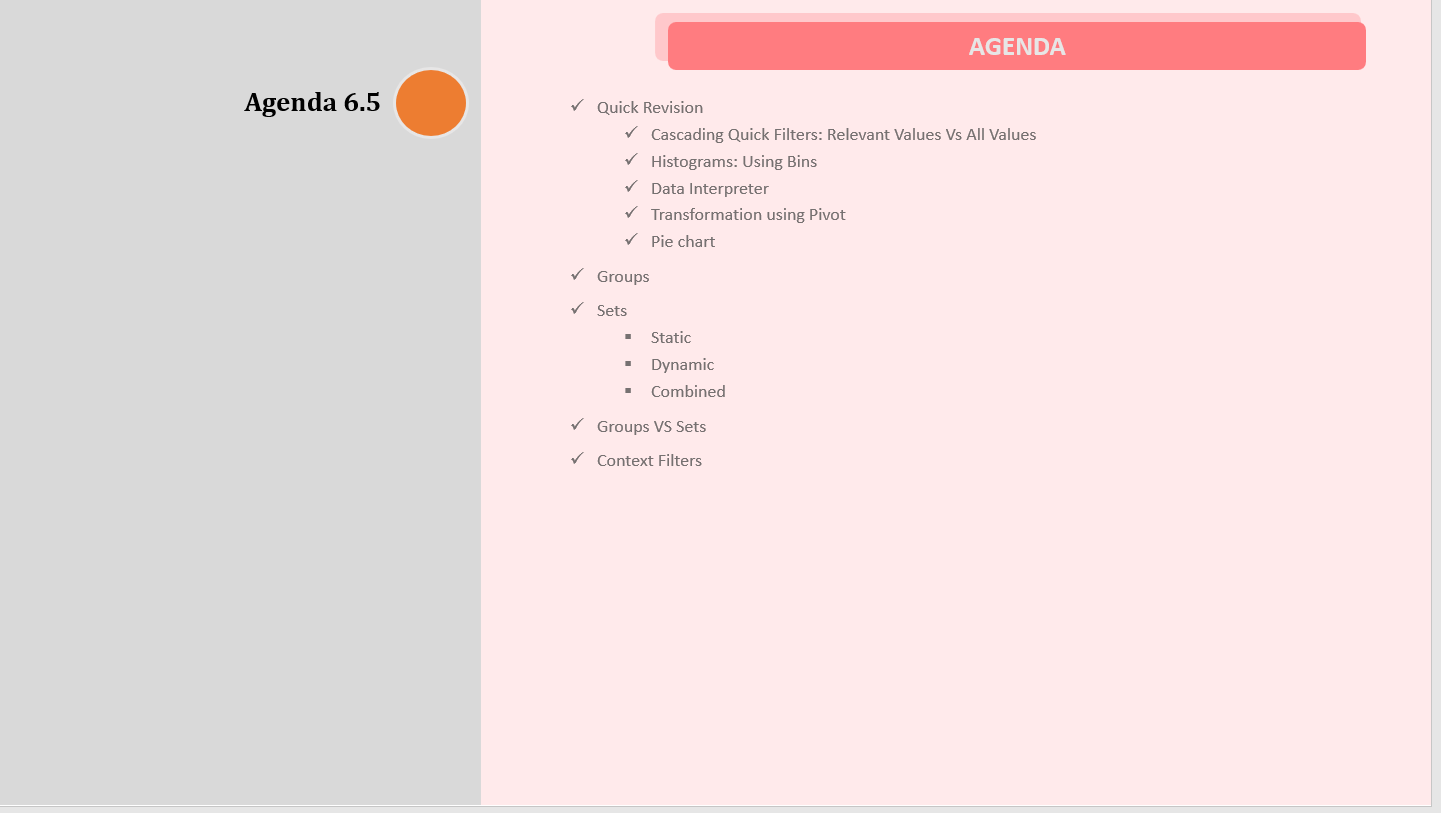 Agenda 6.5
AGENDA
Quick Revision
Cascading Quick Filters: Relevant Values Vs All Values
Histograms: Using Bins
Data Interpreter
Transformation using Pivot
Pie chart
Groups
Sets
Static
Dynamic
Combined
Groups VS Sets
Context Filters